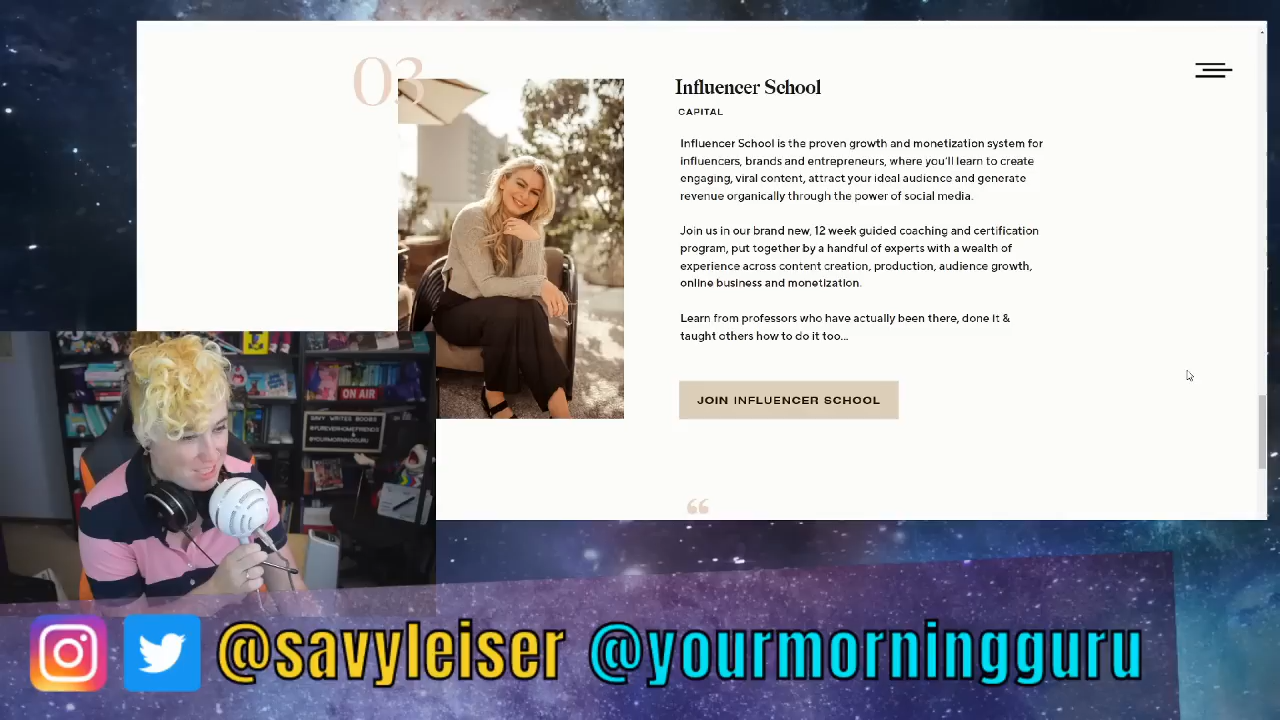 03
Influencer School
CAPITAL
Influencer School is the proven growth and monetization system for
influencers, brands and entrepreneurs, where you'll learn to create
engaging, viral content, attract your ideal audience and generate
revenue organically through the power of social media.
Join us in our brand new, 12 week guided coaching and certification
program, put together by a handful of experts with a wealth of
experience across content creation, production, audience growth,
online business and monetization.
Learn from professors who have actually been there, done it &
taught others how to do it too...
JOIN INFLUENCER SCHOOL
“
ON AIR
SAVY WRITES BOOKS
@FUREVERHOMEFRIENDS
&
@YOURMORNINGGURU
@savyleiser @yourmorningguru